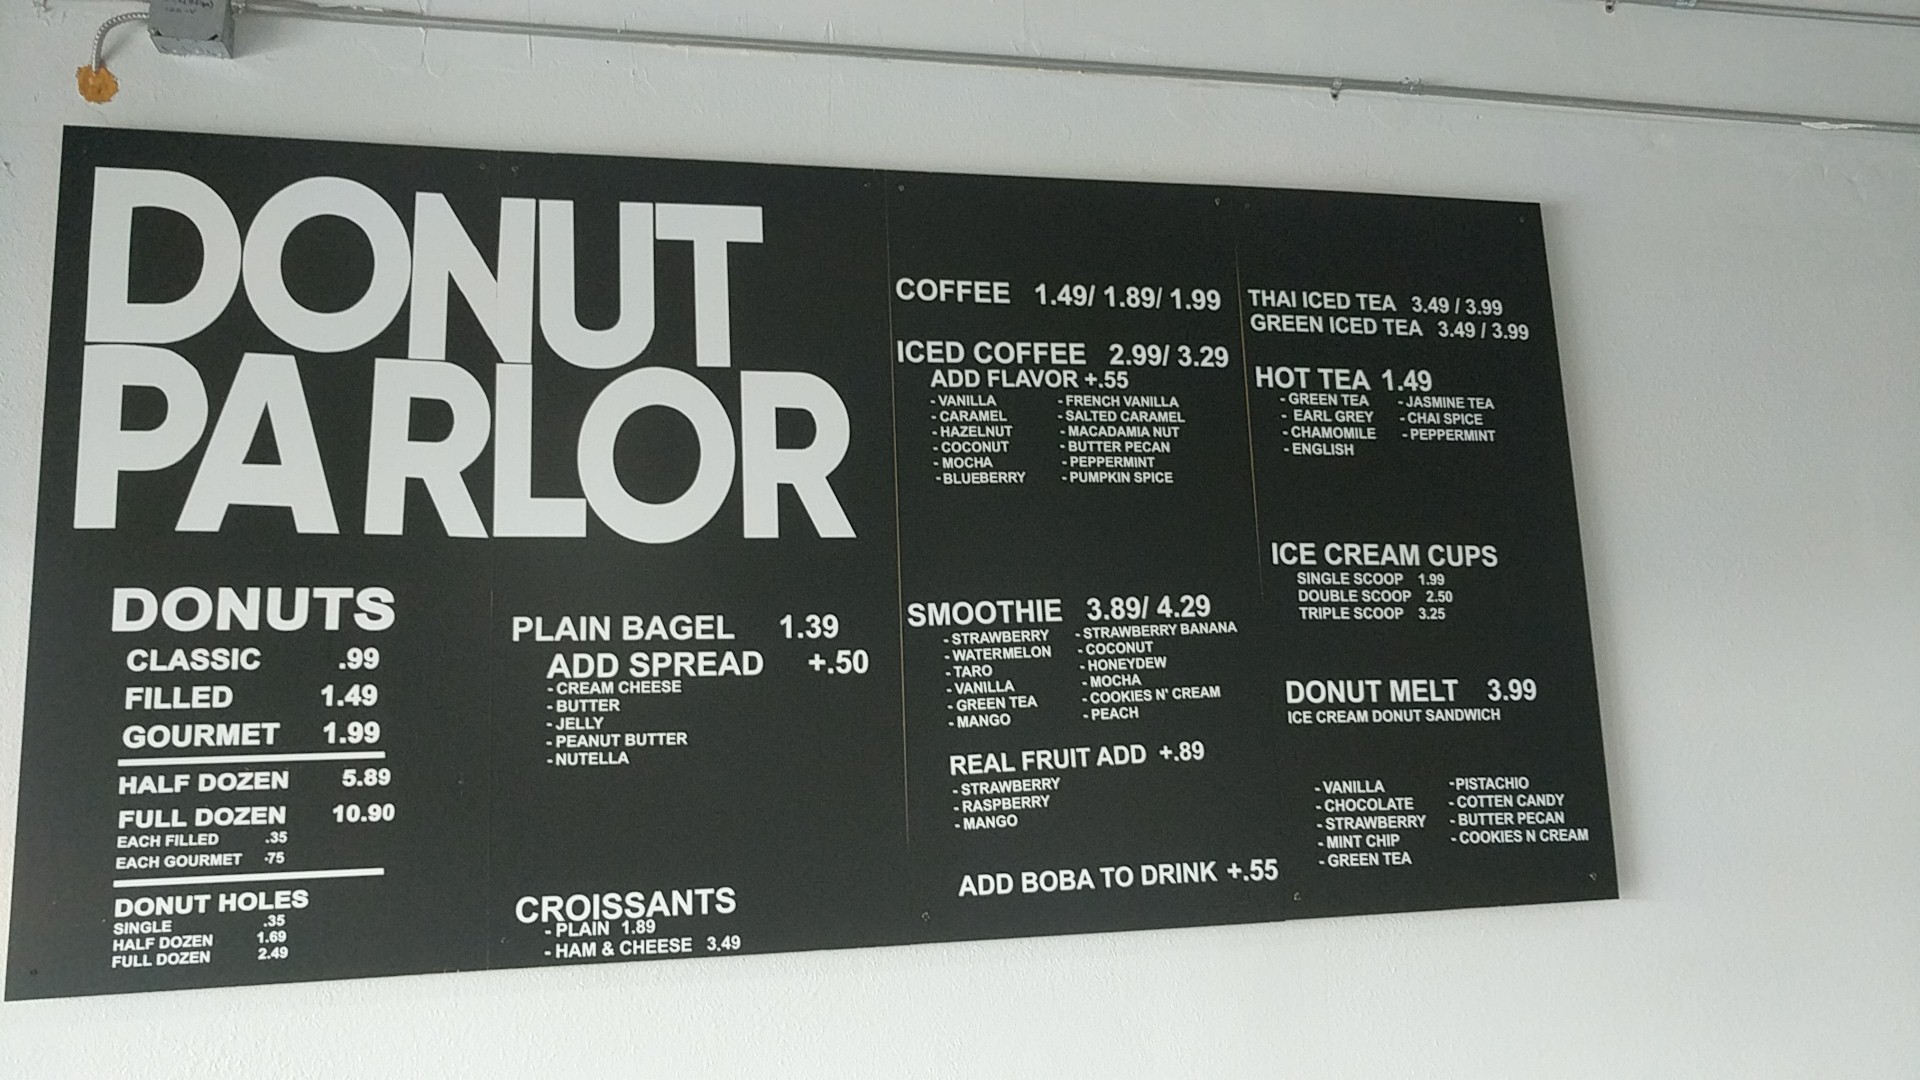 DONUT
PARLOR
DONUTS
CLASSIC .99
FILLED 1.49
GOURMET 1.99
HALF DOZEN 5.89
FULL DOZEN 10.90
EACH FILLED .35
EACH GOURMET .75
DONUT HOLES
SINGLE .35
HALF DOZEN 1.69
FULL DOZEN 2.49
PLAIN BAGEL 1.39
ADD SPREAD +.50
- CREAM CHEESE
- BUTTER
- JELLY
- PEANUT BUTTER
- NUTELLA
CROISSANTS
- PLAIN 1.89
- HAM & CHEESE 3.49
COFFEE 1.49/ 1.89/ 1.99
ICED COFFEE 2.99/ 3.29
ADD FLAVOR +.55
- VANILLA - FRENCH VANILLA
- CARAMEL - SALTED CARAMEL
- HAZELNUT - MACADAMIA NUT
- COCONUT - BUTTER PECAN
- MOCHA - PEPPERMINT
- BLUEBERRY - PUMPKIN SPICE
SMOOTHIE 3.89/ 4.29
- STRAWBERRY - STRAWBERRY BANANA
- WATERMELON - COCONUT
- TARO - HONEYDEW
- VANILLA - MOCHA
- GREEN TEA - COOKIES N' CREAM
- MANGO - PEACH
REAL FRUIT ADD +.89
- STRAWBERRY
- RASPBERRY
- MANGO
ADD BOBA TO DRINK +.55
THAI ICED TEA 3.49 / 3.99
GREEN ICED TEA 3.49 / 3.99
HOT TEA 1.49
- GREEN TEA - JASMINE TEA
- EARL GREY - CHAI SPICE
- CHAMOMILE - PEPPERMINT
- ENGLISH
ICE CREAM CUPS
SINGLE SCOOP 1.99
DOUBLE SCOOP 2.50
TRIPLE SCOOP 3.25
DONUT MELT 3.99
ICE CREAM DONUT SANDWICH
- VANILLA - PISTACHIO
- CHOCOLATE - COTTEN CANDY
- STRAWBERRY - BUTTER PECAN
- MINT CHIP - COOKIES N CREAM
- GREEN TEA